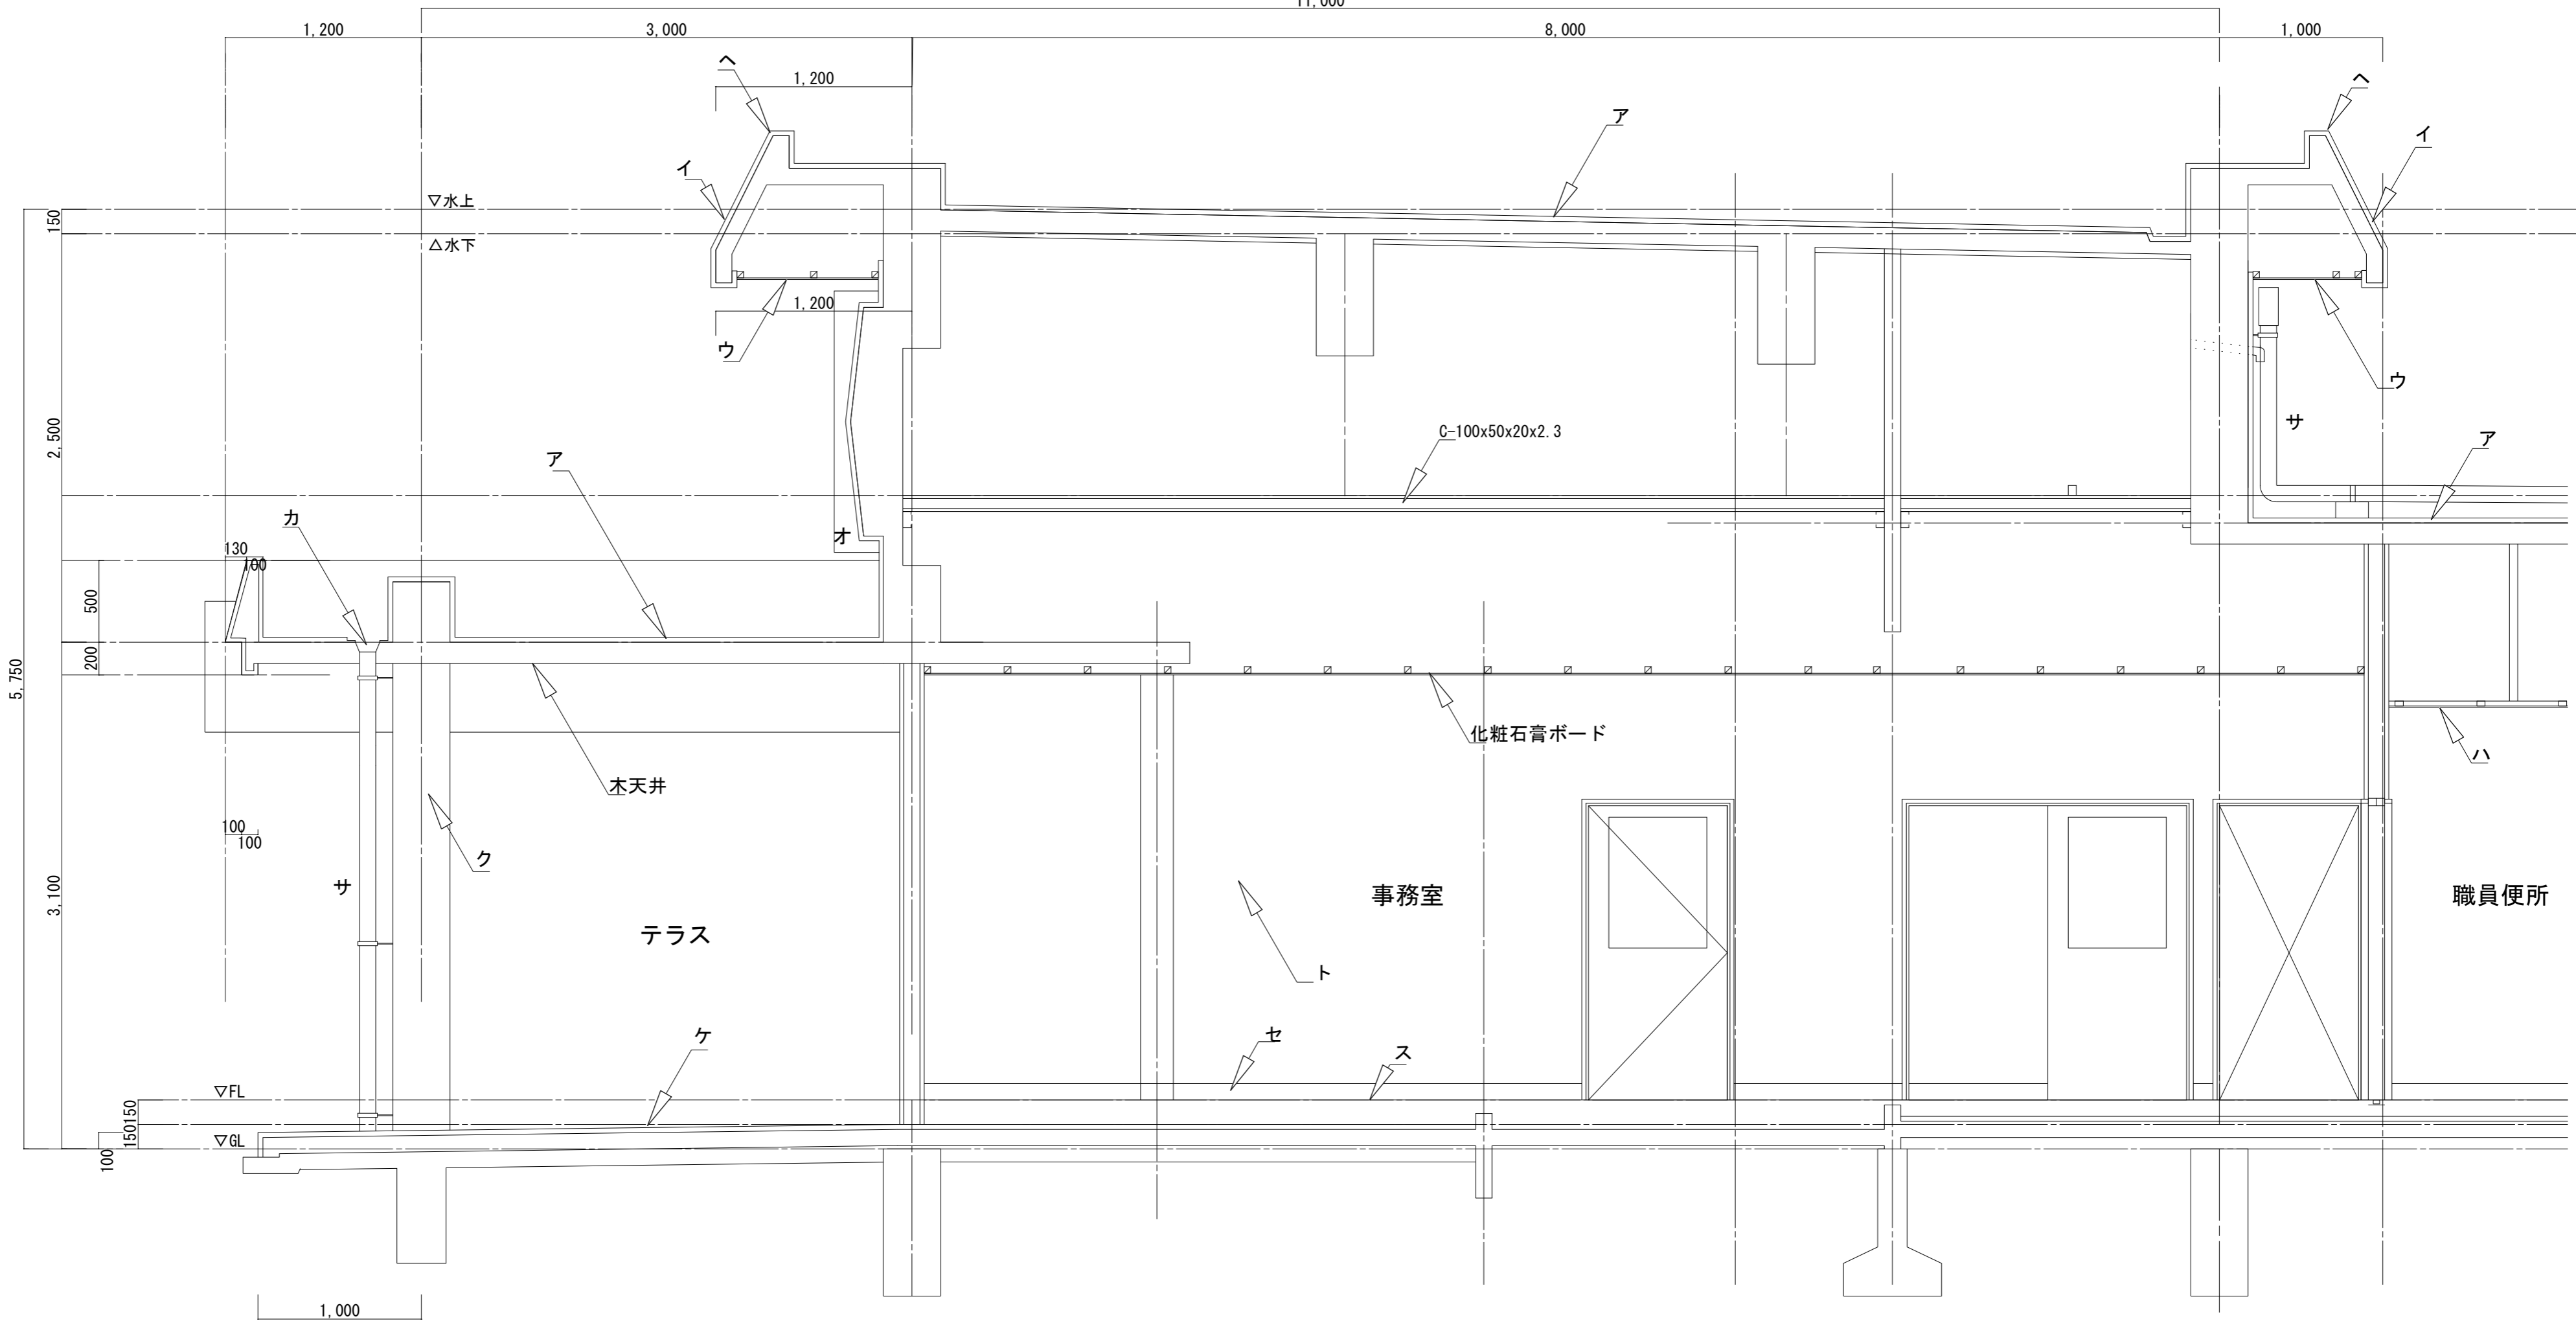 11,000
1,200
3,000
8,000
1,000
ヘ
1,200
ヘ
ア
イ
イ
150
▽水上
△水下
1,200
ウ
ウ
サ
2,500
C-100x50x20x2.3
ア
ア
カ
オ
130
100
500
200
5,750
化粧石膏ボード
ハ
木天井
100
100
ク
サ
3,100
事務室
職員便所
テラス
ト
ケ
セ
ス
▽FL
150
150
▽GL
100
1,000